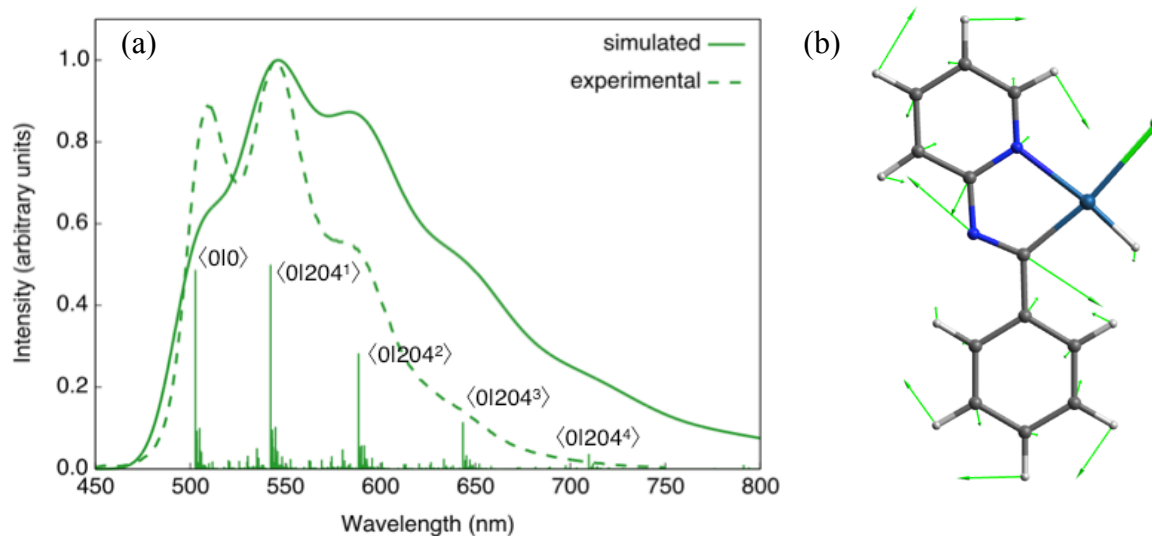 (a)
(b)
simulated
experimental
Intensity (arbitrary units)
1.0
0.8
0.6
0.4
0.2
0.0
⟨0|0⟩
⟨0|204¹⟩
⟨0|204²⟩
⟨0|204³⟩
⟨0|204⁴⟩
450 500 550 600 650 700 750 800
Wavelength (nm)